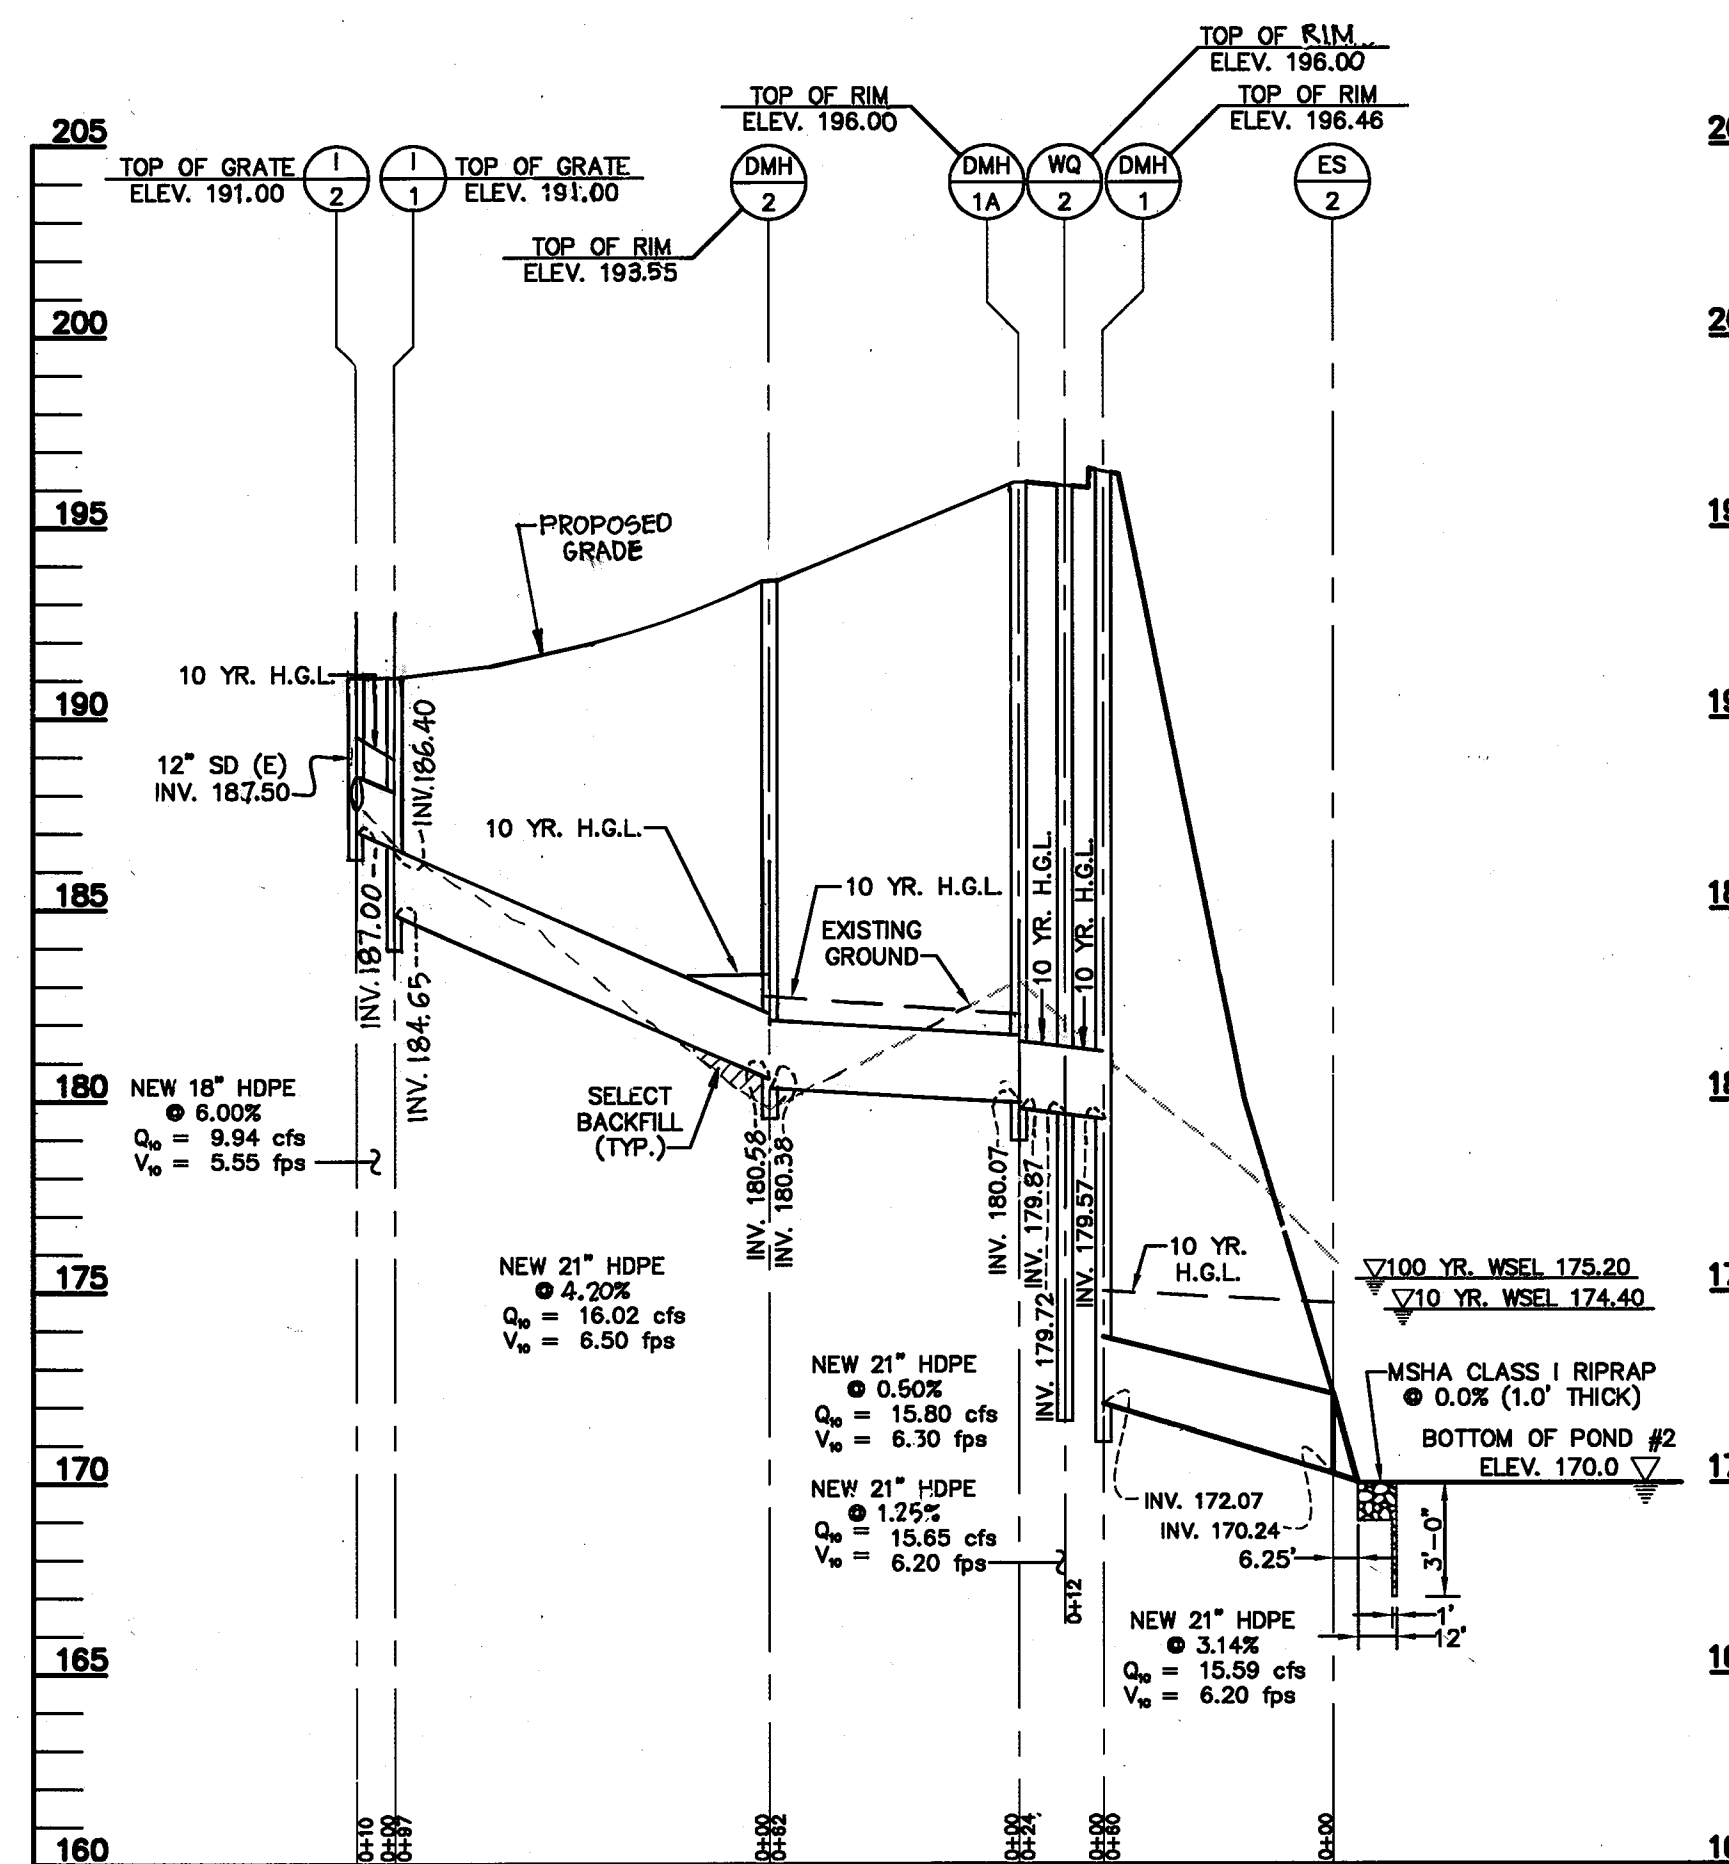 TOP OF RIM
ELEV. 196.00
TOP OF RIM
ELEV. 196.00
TOP OF RIM
ELEV. 196.46
205
TOP OF GRATE
ELEV. 191.00
I
2
I
1
TOP OF GRATE
ELEV. 191.00
DMH
2
DMH
1A
WQ
2
DMH
1
ES
2
TOP OF RIM
ELEV. 193.55
200
195
PROPOSED
GRADE
10 YR. H.G.L.
190
12" SD (E)
INV. 187.50
INV. 186.40
10 YR. H.G.L.
10 YR. H.G.L.
EXISTING
GROUND
10 YR. H.G.L.
10 YR. H.G.L.
185
INV. 187.00
INV. 184.65
180
NEW 18" HDPE
@ 6.00%
Q10 = 9.94 cfs
V10 = 5.55 fps
SELECT
BACKFILL
(TYP.)
INV. 180.58
INV. 180.38
INV. 180.07
INV. 179.87
INV. 179.72
INV. 179.57
10 YR.
H.G.L.
175
100 YR. WSEL 175.20
10 YR. WSEL 174.40
NEW 21" HDPE
@ 4.20%
Q10 = 16.02 cfs
V10 = 6.50 fps
NEW 21" HDPE
@ 0.50%
Q10 = 15.80 cfs
V10 = 6.30 fps
MSHA CLASS I RIPRAP
@ 0.0% (1.0' THICK)
BOTTOM OF POND #2
ELEV. 170.0
170
NEW 21" HDPE
@ 1.25%
Q10 = 15.65 cfs
V10 = 6.20 fps
INV. 172.07
INV. 170.24
6.25'
3'-0"
0+12
1'
12'
NEW 21" HDPE
@ 3.14%
Q10 = 15.59 cfs
V10 = 6.20 fps
165
160
0+10
0+00
0+97
0+00
0+62
0+00
0+24
0+00
0+60
0+00